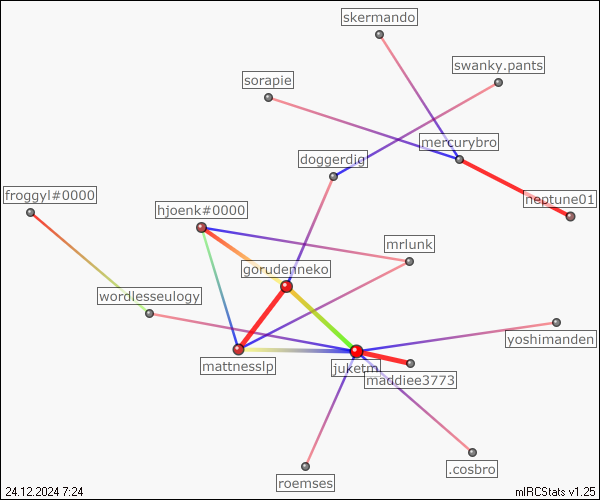 skermando
swanky.pants
sorapie
mercurybro
doggerdig
froggyl#0000
neptune01
hjoenk#0000
mrlunk
gorudenneko
wordlesseulogy
yoshimanden
mattnesslp
juketm
maddiee3773
.cosbro
roemses
24.12.2024 7:24
mIRCStats v1.25